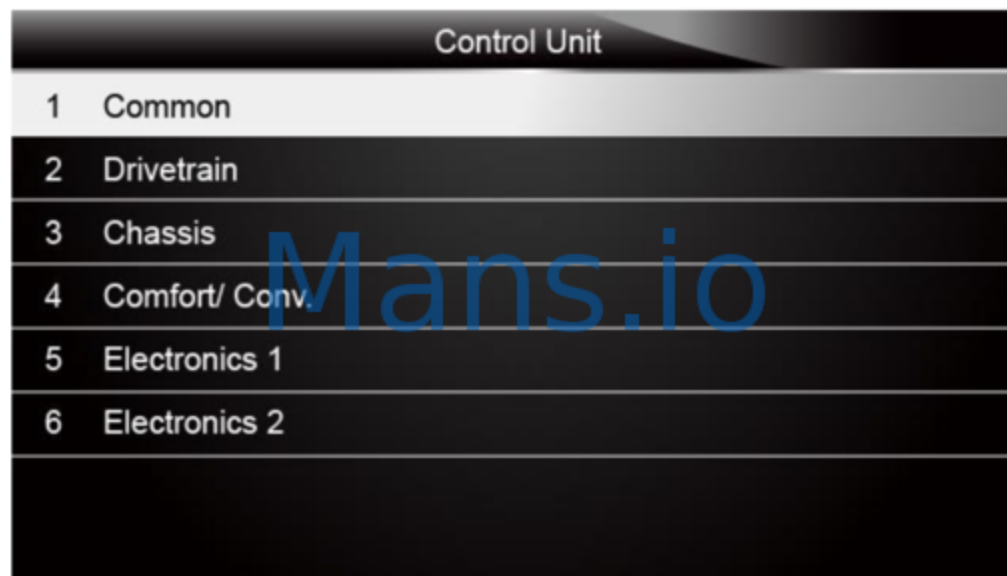 Control Unit
1 Common
2 Drivetrain
3 Chassis
4 Comfort/ Conv.
Mans.io
5 Electronics 1
6 Electronics 2